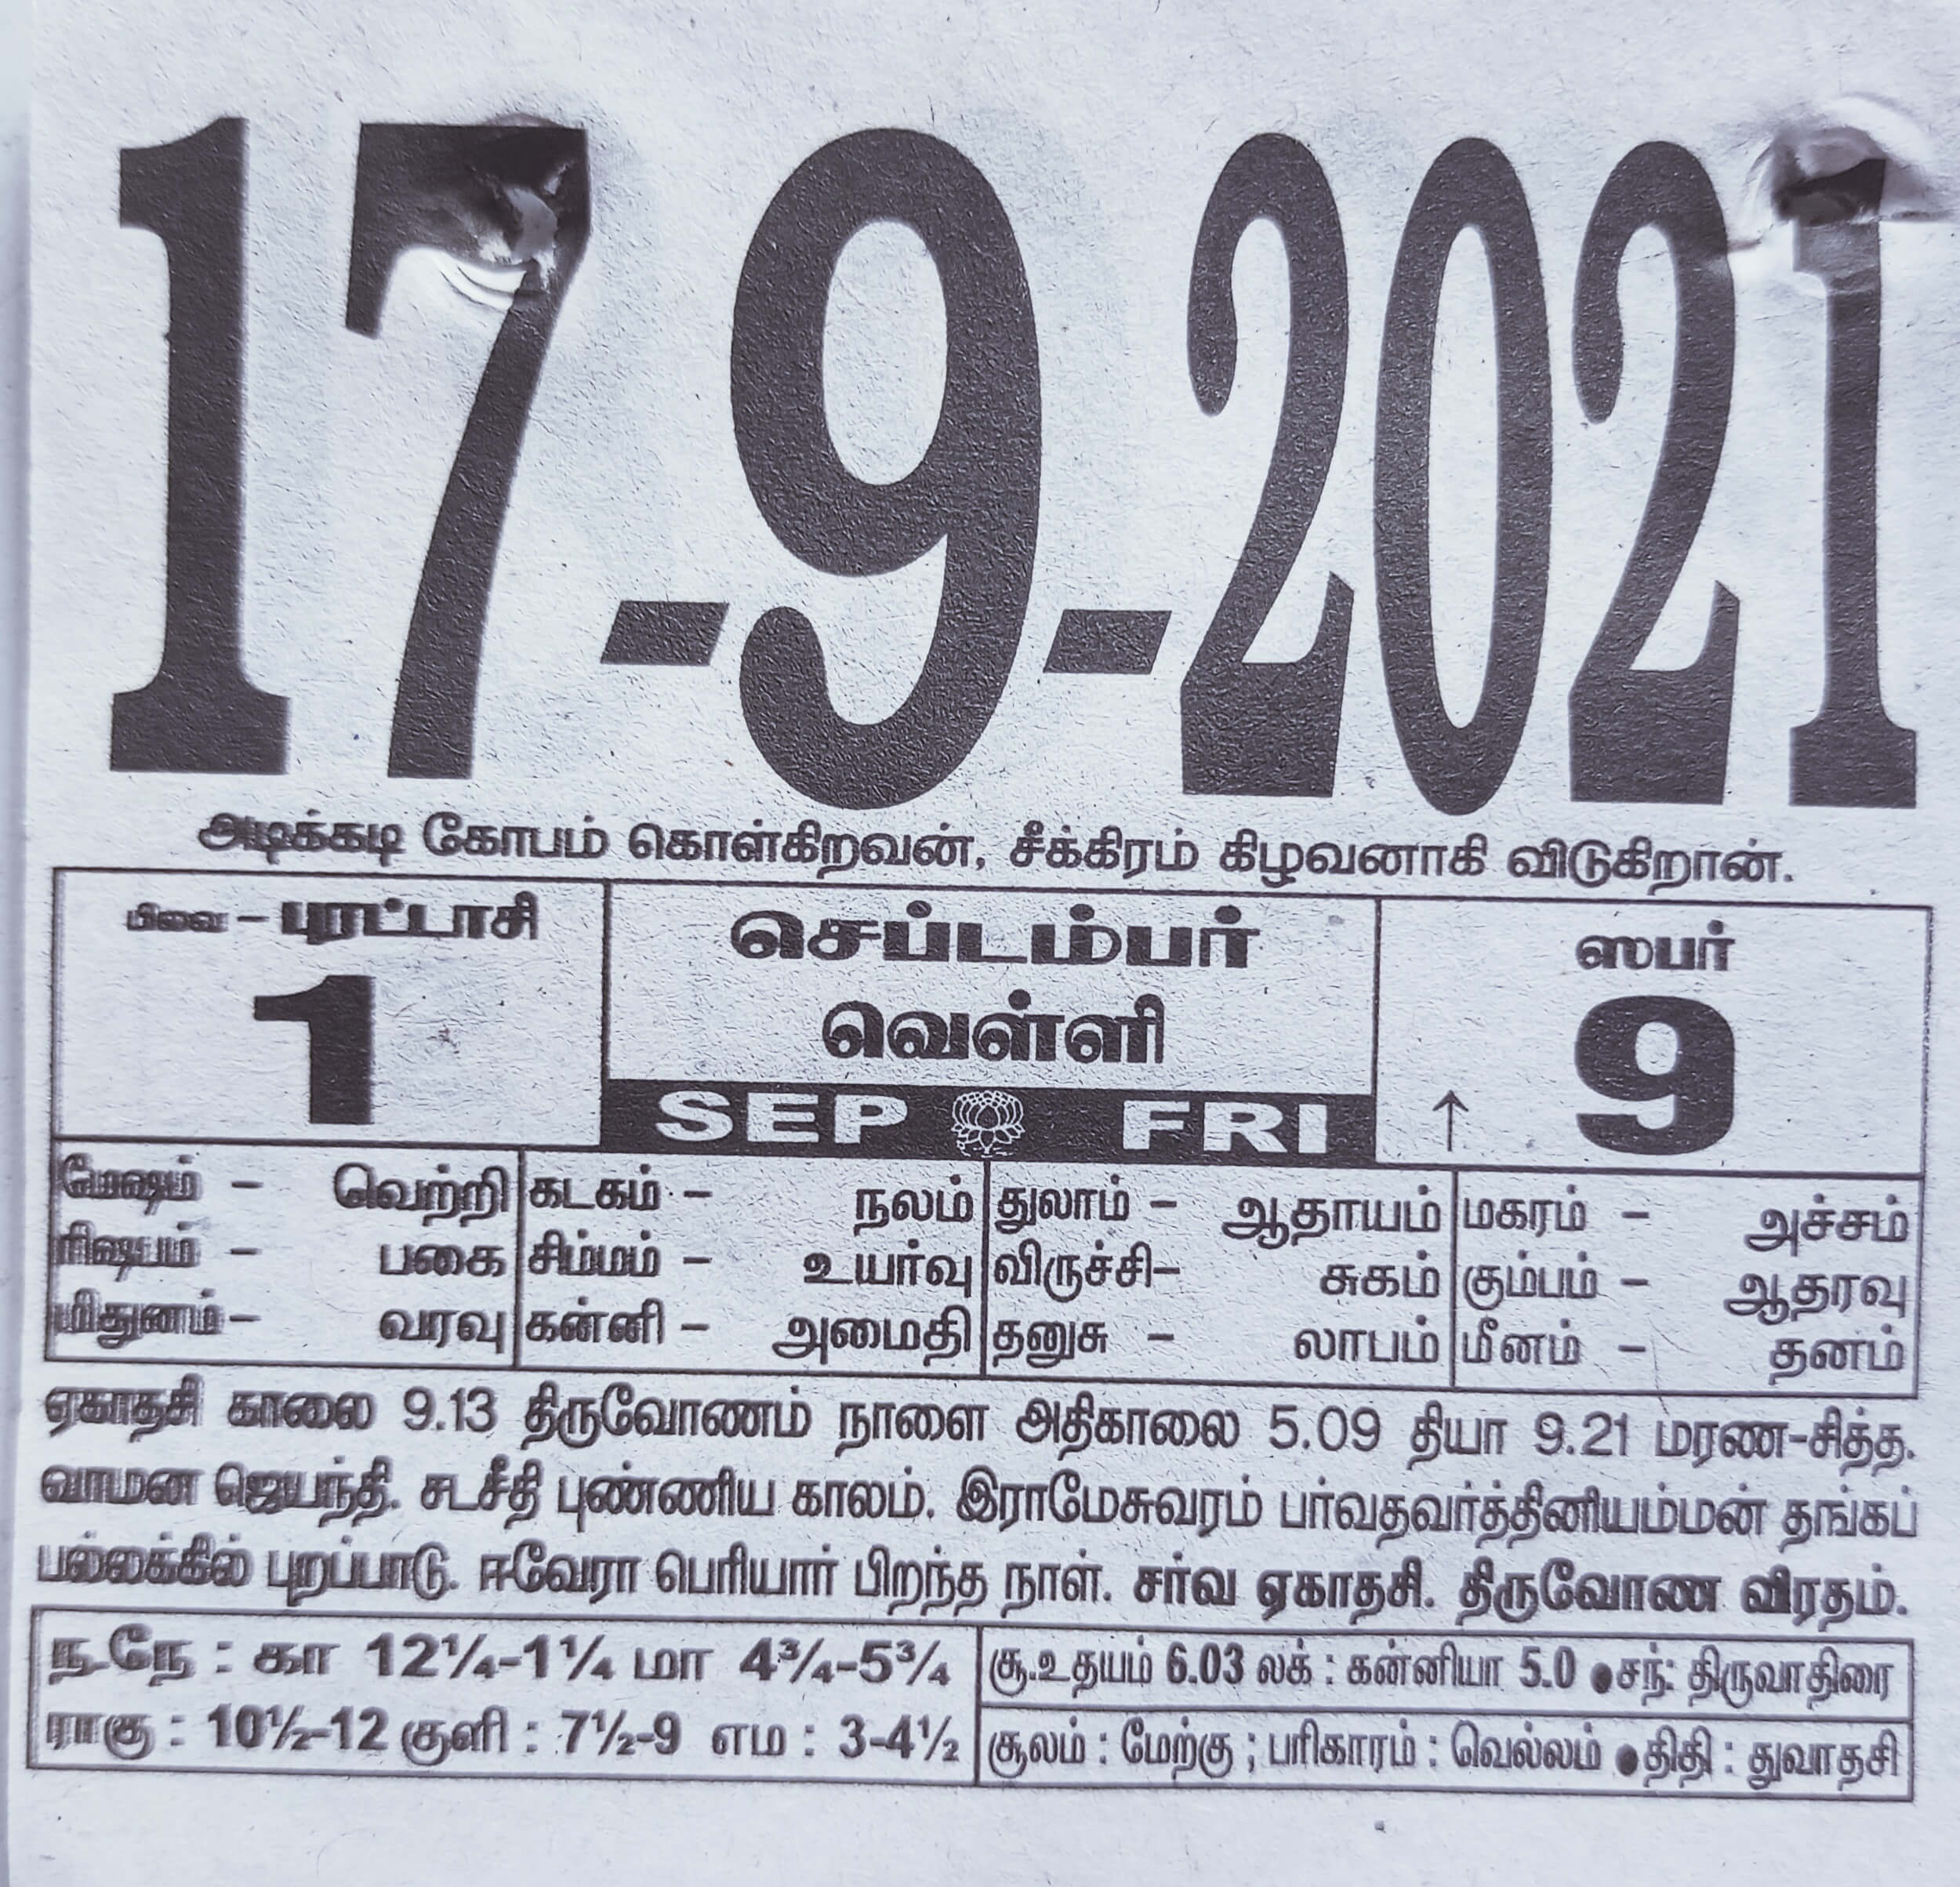 17-9-2021
அடிக்கடி கோபம் கொள்கிறவன், சீக்கிரம் கிழவனாகி விடுகிறான்.
பிலவ - புரட்டாசி
1
செப்டம்பர்
வெள்ளி
SEP FRI
ஸபர்
↑ 9
மேஷம் - வெற்றி
ரிஷபம் - பகை
மிதுனம் - வரவு
கடகம் - நலம்
சிம்மம் - உயர்வு
கன்னி - அமைதி
துலாம் - ஆதாயம்
விருச்சி- சுகம்
தனுசு - லாபம்
மகரம் - அச்சம்
கும்பம் - ஆதரவு
மீனம் - தனம்
ஏகாதசி காலை 9.13 திருவோணம் நாளை அதிகாலை 5.09 தியா 9.21 மரண-சித்த.
வாமன ஜெயந்தி. சடசீதி புண்ணிய காலம். இராமேசுவரம் பர்வதவர்த்தினியம்மன் தங்கப்
பல்லக்கில் புறப்பாடு. ஈவேரா பெரியார் பிறந்த நாள். சர்வ ஏகாதசி. திருவோண விரதம்.
ந.நே : கா 12¼-1¼ மா 4¾-5¾
ராகு : 10½-12 குளி : 7½-9 எம : 3-4½
சூ.உதயம் 6.03 லக் : கன்னியா 5.0 ●சந்: திருவாதிரை
சூலம் : மேற்கு ; பரிகாரம் : வெல்லம் ●திதி : துவாதசி